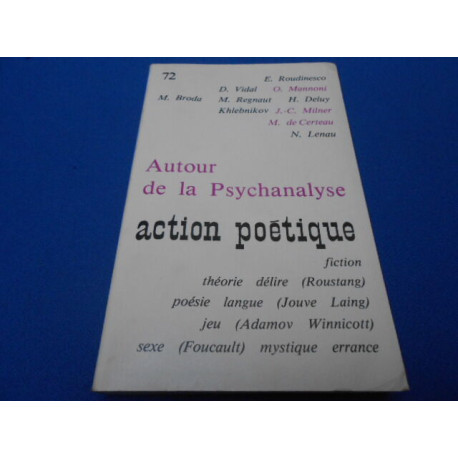 72
E. Roudinesco
D. Vidal O. Mannoni
M. Broda M. Regnaut H. Deluy
Khlebnikov J.-C. Milner
M. de Certeau
N. Lenau
Autour
de la Psychanalyse
action poétique
fiction
théorie délire (Roustang)
poésie langue (Jouve Laing)
jeu (Adamov Winnicott)
sexe (Foucault) mystique errance